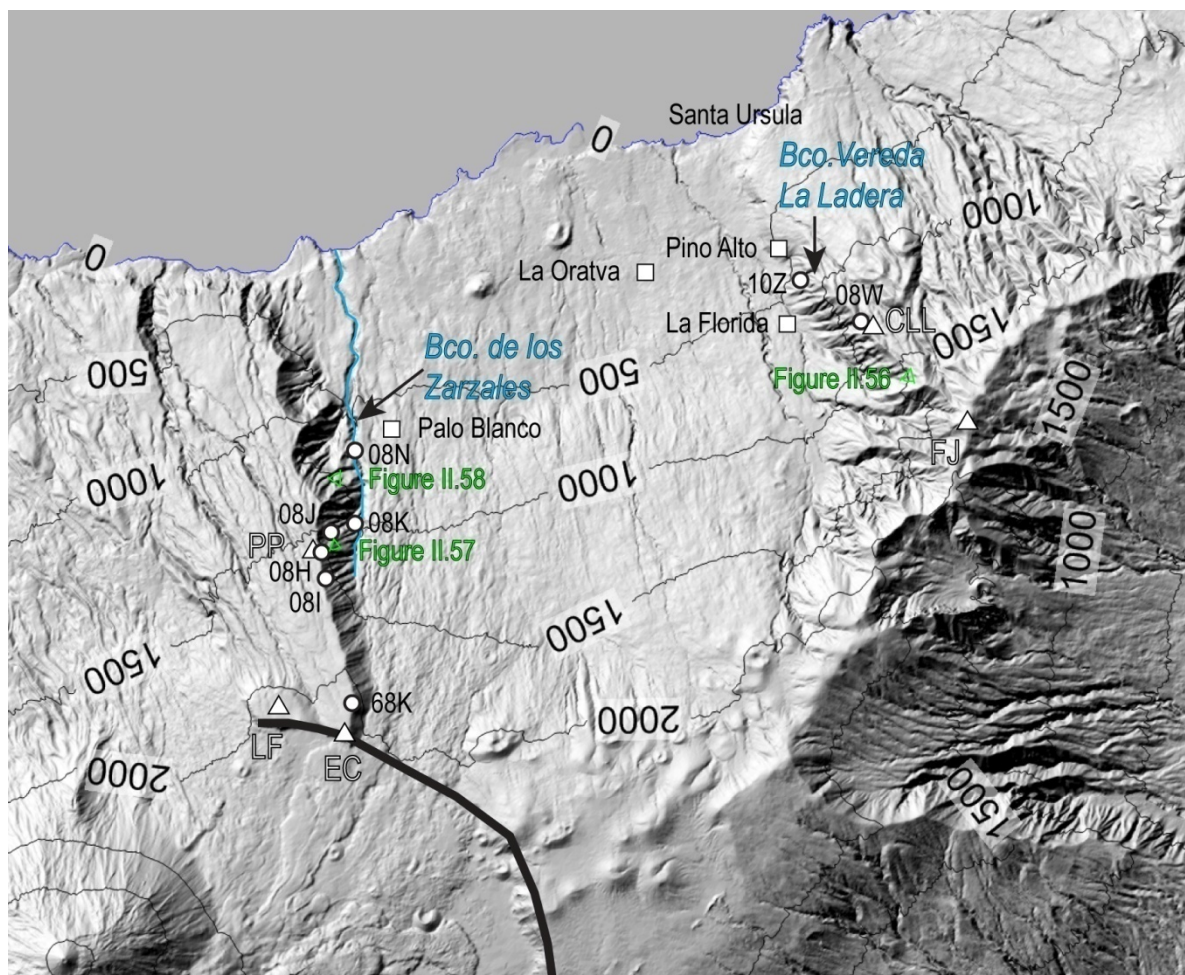 Santa Ursula
0
Bco.Vereda
La Ladera
1000
0
Pino Alto
La Oratva
10Z
08W
CLL
La Florida
1500
Bco. de los
Zarzales
500
500
Figure II.56
1500
Palo Blanco
FJ
08N
1000
Figure II.58
1000
08J
08K
PP
Figure II.57
1000
08H
08I
1500
1500
68K
2000
LF
EC
2000
1500